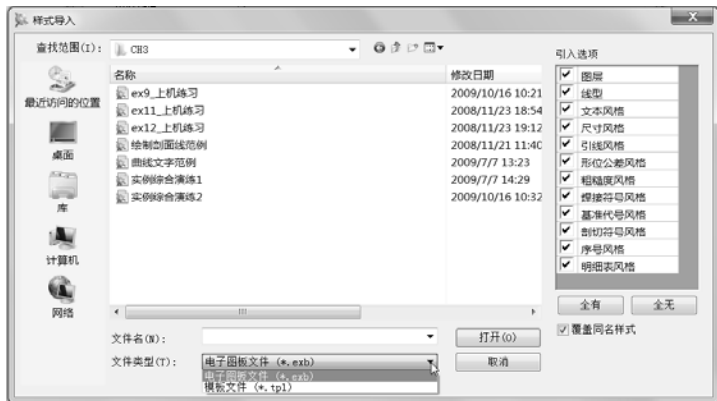 样式导入
查找范围(I): CH3
引入选项
名称 修改日期
ex9_上机练习 2009/10/16 10:21
ex11_上机练习 2008/11/23 18:54
ex12_上机练习 2008/11/23 19:12
绘制剖面线范例 2008/11/21 11:40
曲线文字范例 2009/7/7 13:23
实例综合演练1 2009/7/7 14:29
实例综合演练2 2009/10/16 10:32
最近访问的位置
桌面
库
计算机
网络
图层
线型
文本风格
尺寸风格
引线风格
形位公差风格
粗糙度风格
焊接符号风格
基准代号风格
剖切符号风格
序号风格
明细表风格
全有 全无
覆盖同名样式
文件名(N): 打开(O)
文件类型(T): 电子图板文件 (*.exb) 取消
电子图板文件 (*.exb)
模板文件 (*.tpl)